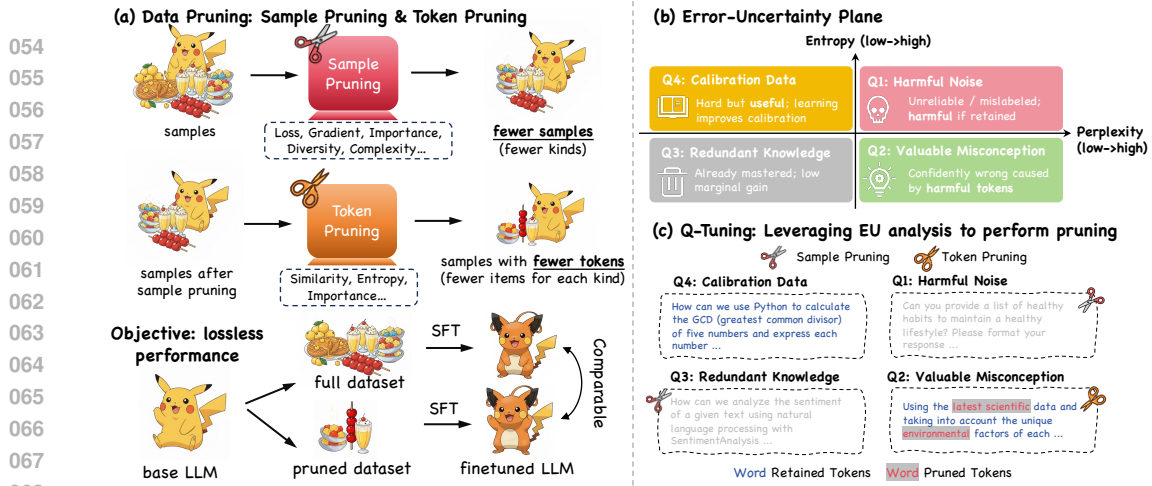 054
055
056
057
058
059
060
061
062
063
064
065
066
067
(a) Data Pruning: Sample Pruning & Token Pruning
samples
Sample
Pruning
Loss, Gradient, Importance,
Diversity, Complexity...
fewer samples
(fewer kinds)
samples after
sample pruning
Token
Pruning
Similarity, Entropy,
Importance...
samples with fewer tokens
(fewer items for each kind)
Objective: lossless
performance
base LLM
full dataset
pruned dataset
SFT
SFT
finetuned LLM
Comparable
(b) Error-Uncertainty Plane
Entropy (low->high)
Perplexity
(low->high)
Q4: Calibration Data
Hard but useful; learning
improves calibration
Q1: Harmful Noise
Unreliable / mislabeled;
harmful if retained
Q3: Redundant Knowledge
Already mastered; low
marginal gain
Q2: Valuable Misconception
Confidently wrong caused
by harmful tokens
(c) Q-Tuning: Leveraging EU analysis to perform pruning
Sample Pruning
Token Pruning
Q4: Calibration Data
How can we use Python to calculate
the GCD (greatest common divisor)
of five numbers and express each
number ...
Q1: Harmful Noise
Can you provide a list of healthy
habits to maintain a healthy
lifestyle? Please format your
response ...
Q3: Redundant Knowledge
How can we analyze the sentiment
of a given text using natural
language processing with
SentimentAnalysis ...
Q2: Valuable Misconception
Using the latest scientific data and
taking into account the unique
environmental factors of each ...
Word Retained Tokens
Word Pruned Tokens